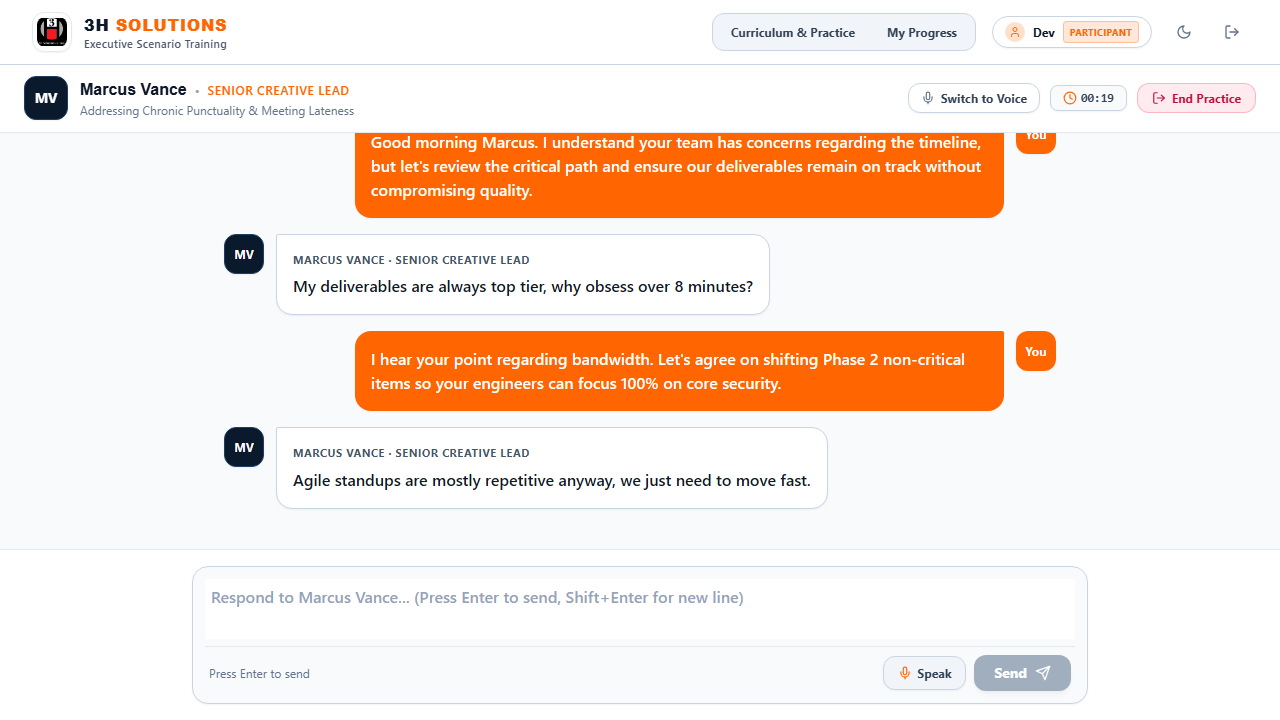 3H SOLUTIONS
Executive Scenario Training
Curriculum & Practice
My Progress
Dev
PARTICIPANT
MV
Marcus Vance • SENIOR CREATIVE LEAD
Addressing Chronic Punctuality & Meeting Lateness
Switch to Voice
00:19
End Practice
Good morning Marcus. I understand your team has concerns regarding the timeline,
but let's review the critical path and ensure our deliverables remain on track without
compromising quality.
You
MV
MARCUS VANCE · SENIOR CREATIVE LEAD
My deliverables are always top tier, why obsess over 8 minutes?
I hear your point regarding bandwidth. Let's agree on shifting Phase 2 non-critical
items so your engineers can focus 100% on core security.
You
MV
MARCUS VANCE · SENIOR CREATIVE LEAD
Agile standups are mostly repetitive anyway, we just need to move fast.
Respond to Marcus Vance... (Press Enter to send, Shift+Enter for new line)
Press Enter to send
Speak
Send